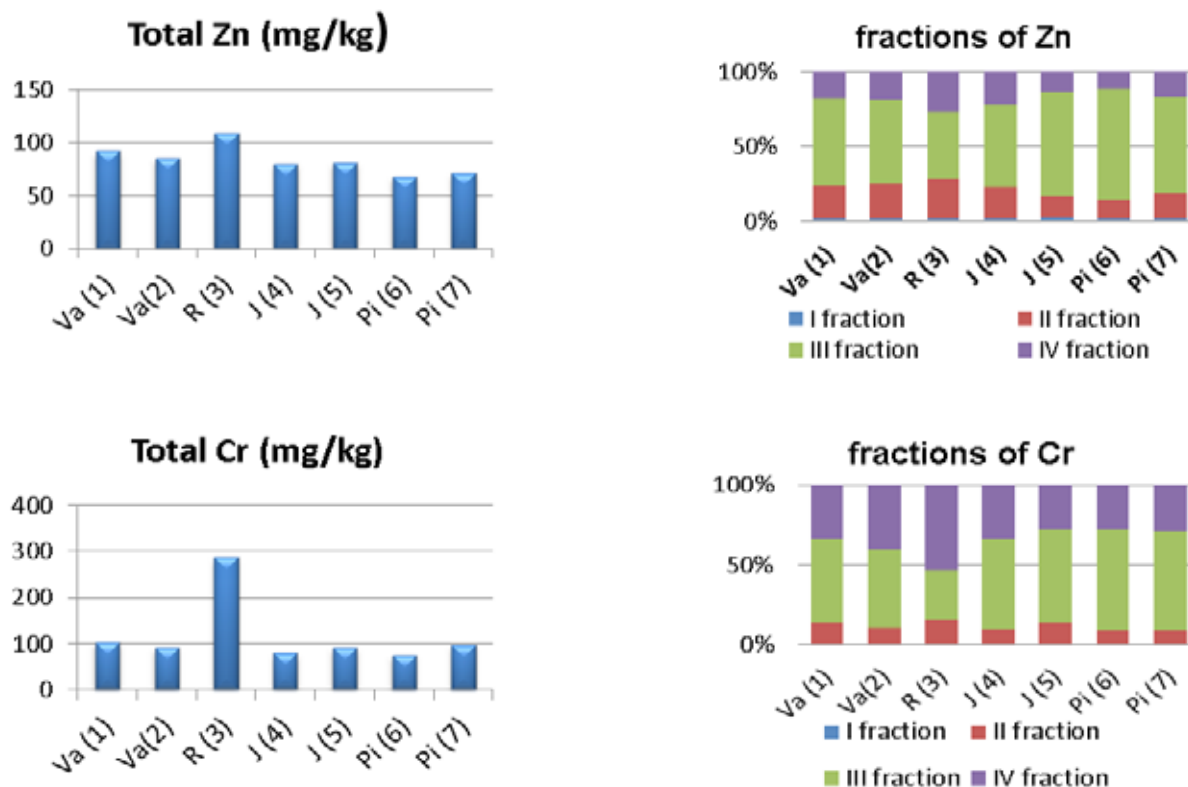 Total Zn (mg/kg)
150
100
50
0
Va (1) Va(2) R (3) J (4) J (5) Pi (6) Pi (7)
fractions of Zn
100%
50%
0%
Va (1) Va(2) R (3) J (4) J (5) Pi (6) Pi (7)
I fraction II fraction
III fraction IV fraction
Total Cr (mg/kg)
400
300
200
100
0
Va (1) Va(2) R (3) J (4) J (5) Pi (6) Pi (7)
fractions of Cr
100%
50%
0%
Va (1) Va(2) R (3) J (4) J (5) Pi (6) Pi (7)
I fraction II fraction
III fraction IV fraction